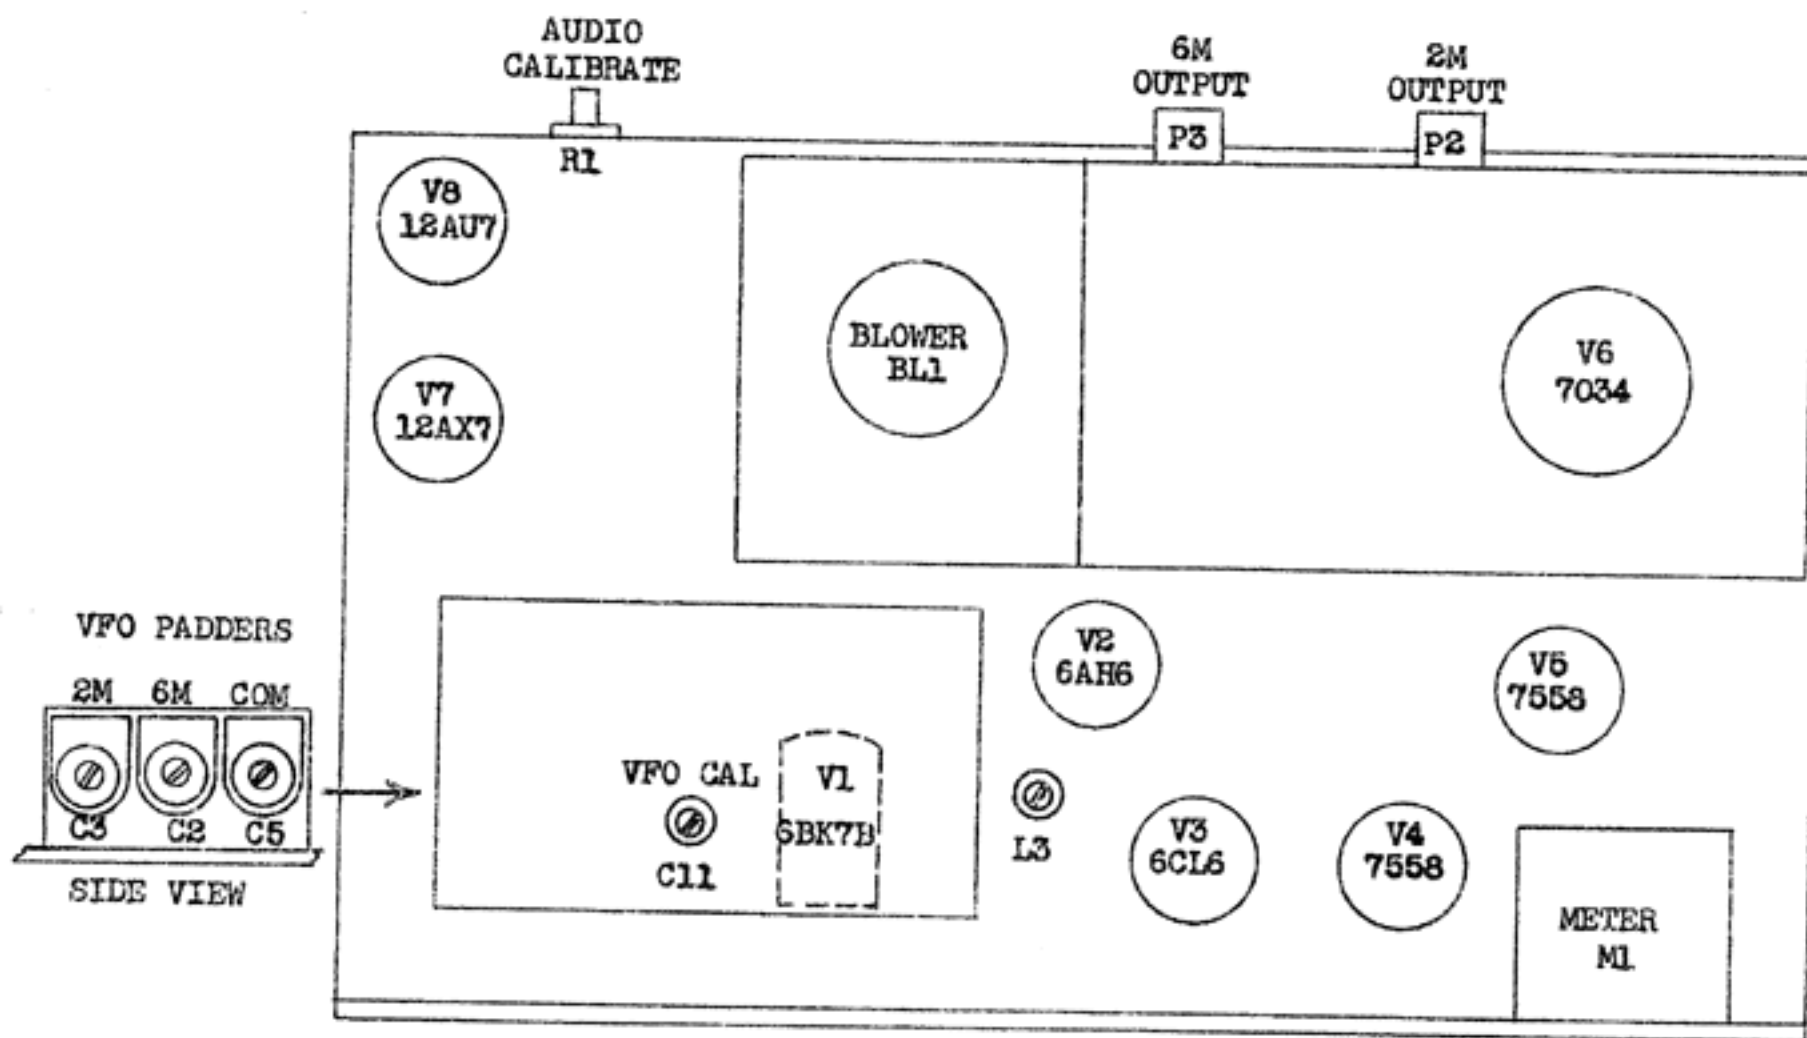 AUDIO
CALIBRATE
R1
6M
OUTPUT
P3
2M
OUTPUT
P2
V8
12AU7
V7
12AX7
BLOWER
BL1
V6
7034
VFO PADDERS
2M 6M COM
C3 C2 C5
SIDE VIEW
VFO CAL
C11
V1
6BK7B
V2
6AH6
L3
V3
6CL6
V4
7558
V5
7558
METER
M1